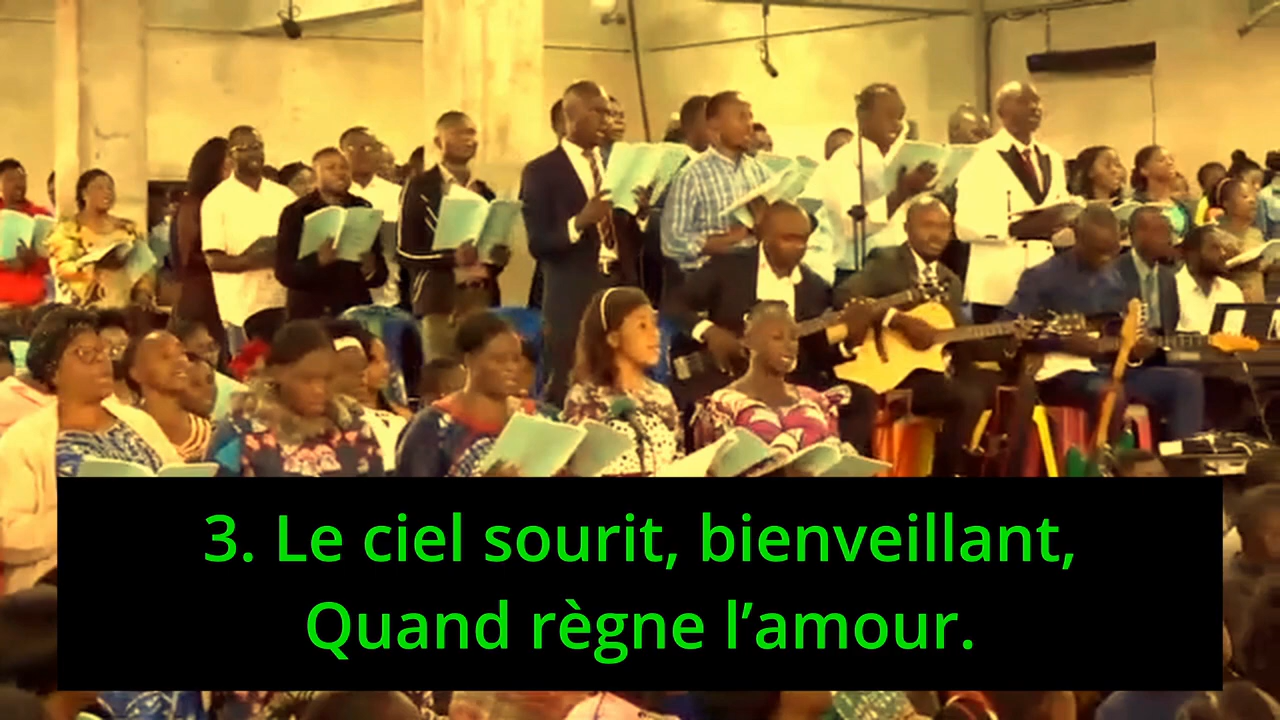 3. Le ciel sourit, bienveillant,
Quand règne l’amour.